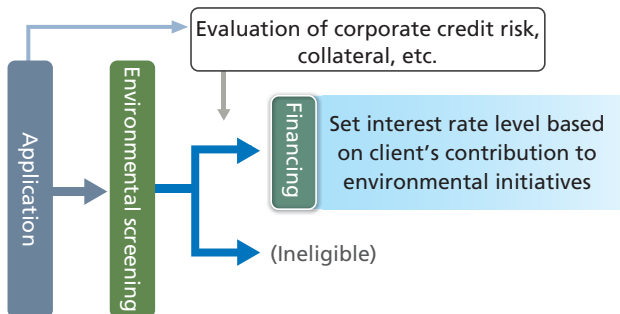 Evaluation of corporate credit risk,
collateral, etc.
Application
Environmental screening
Financing
Set interest rate level based
on client’s contribution to
environmental initiatives
(Ineligible)